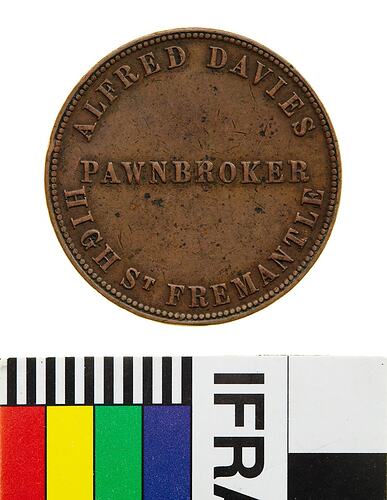 ALFRED DAVIES
PAWNBROKER
HIGH ST FREMANTLE
IFRA